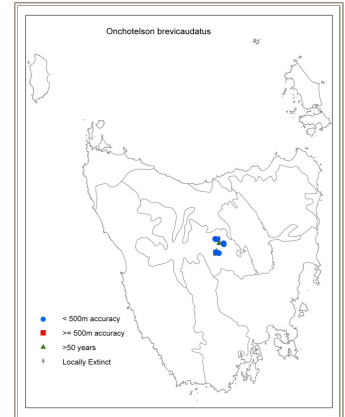 Onchotelson brevicaudatus
< 500m accuracy
>= 500m accuracy
>50 years
Locally Extinct